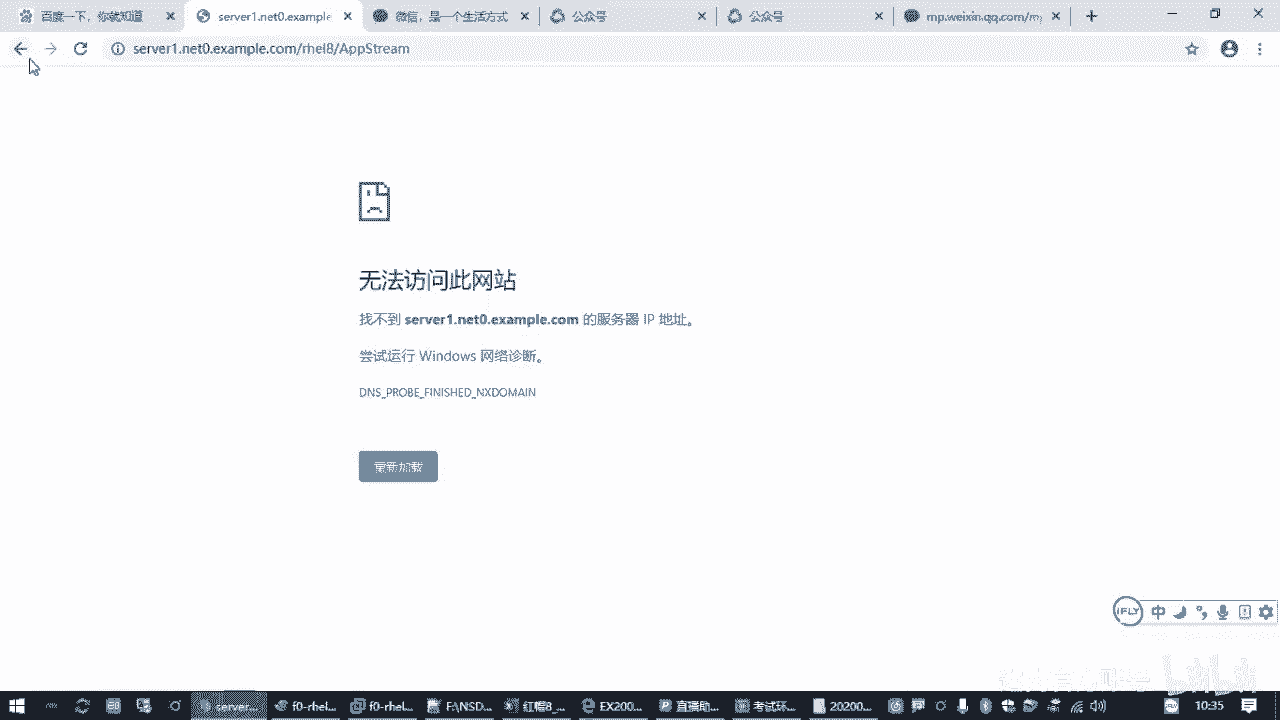 百度一下，你就知道
server1.net0.example
微信，是一个生活方式
公众号
公众号
mp.weixin.qq.com/m
server1.net0.example.com/rhel8/AppStream
无法访问此网站
找不到 server1.net0.example.com 的服务器 IP 地址。
尝试运行 Windows 网络诊断。
DNS_PROBE_FINISHED_NXDOMAIN
重新加载
iFLY 中
server... f0-rhel... f0-rhel... F:\NSD... 红帽8_... EX200... 直播助... 考试环... 20200... 10:35